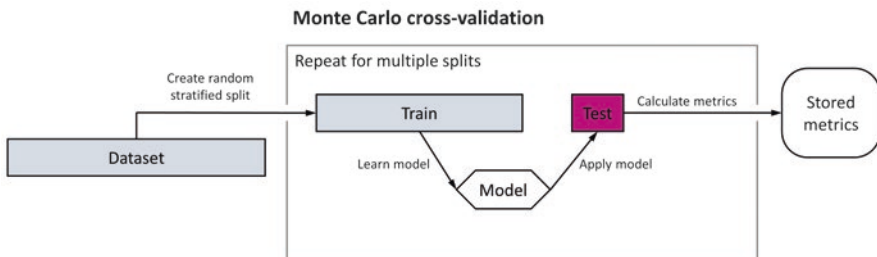 Monte Carlo cross-validation
Repeat for multiple splits
Create random
stratified split
Train
Test
Calculate metrics
Stored
metrics
Dataset
Learn model
Model
Apply model